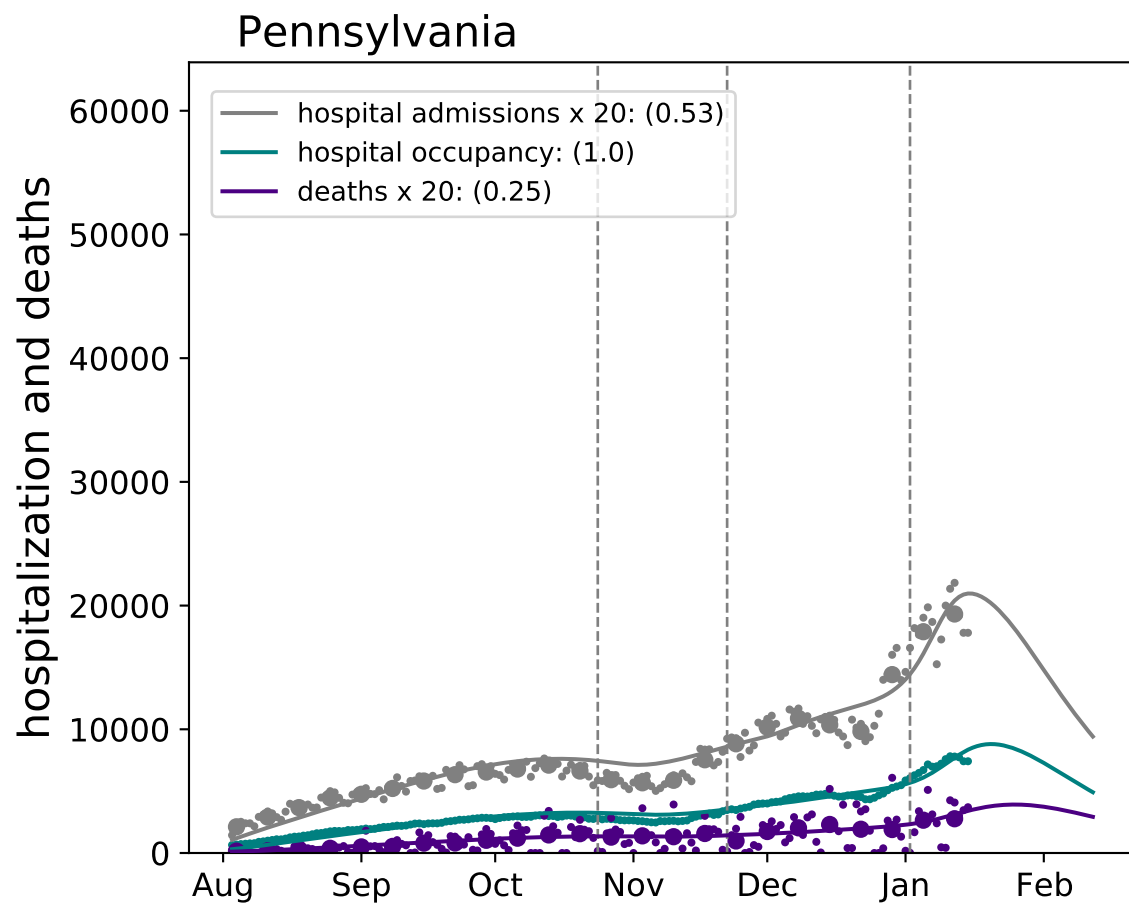 Pennsylvania
hospitalization and deaths
60000
50000
40000
30000
20000
10000
0
hospital admissions x 20: (0.53)
hospital occupancy: (1.0)
deaths x 20: (0.25)
Aug Sep Oct Nov Dec Jan Feb